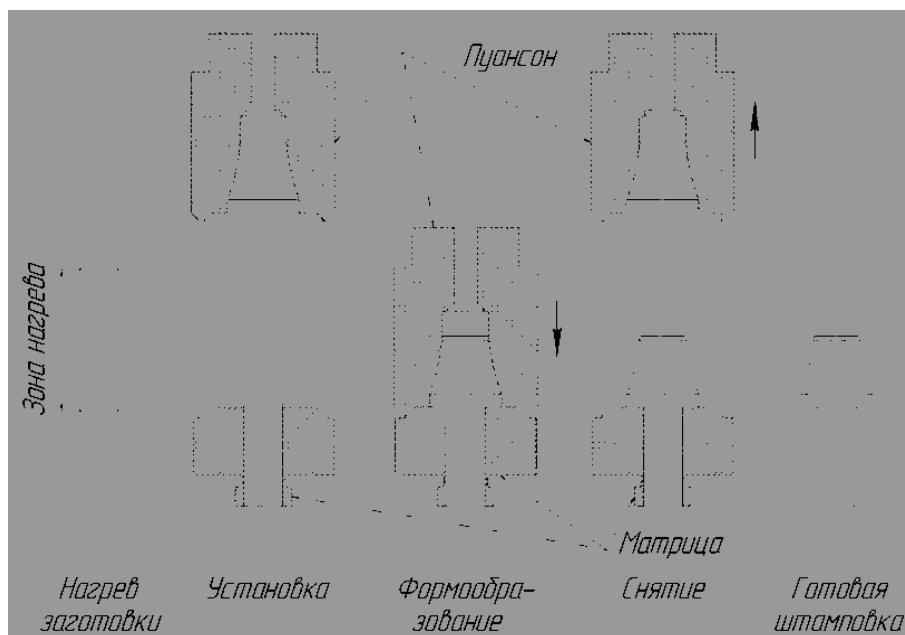 Пуансон
Зона нагрева
Матрица
Нагрев
заготовки
Установка
Формообра-
зование
Снятие
Готовая
штамповка